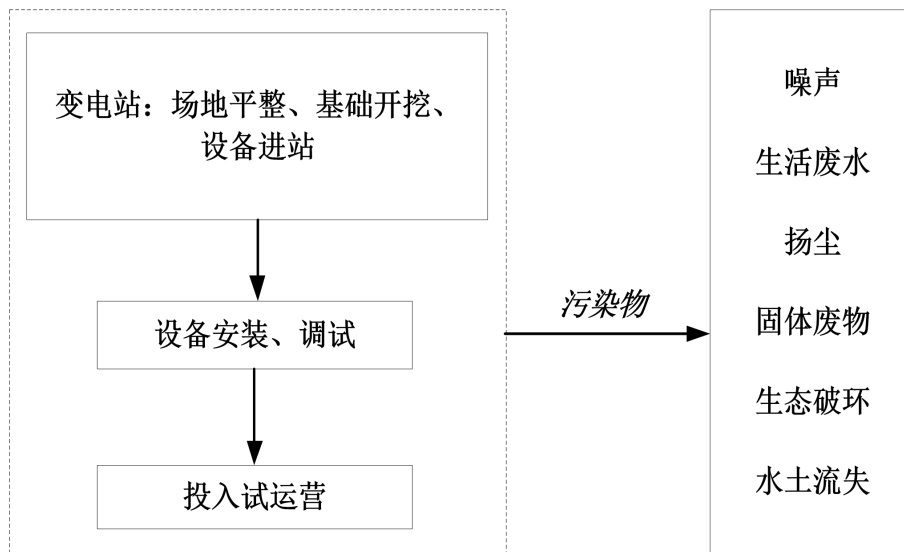 变电站：场地平整、基础开挖、
设备进站
设备安装、调试
投入试运营
污染物
噪声
生活废水
扬尘
固体废物
生态破环
水土流失